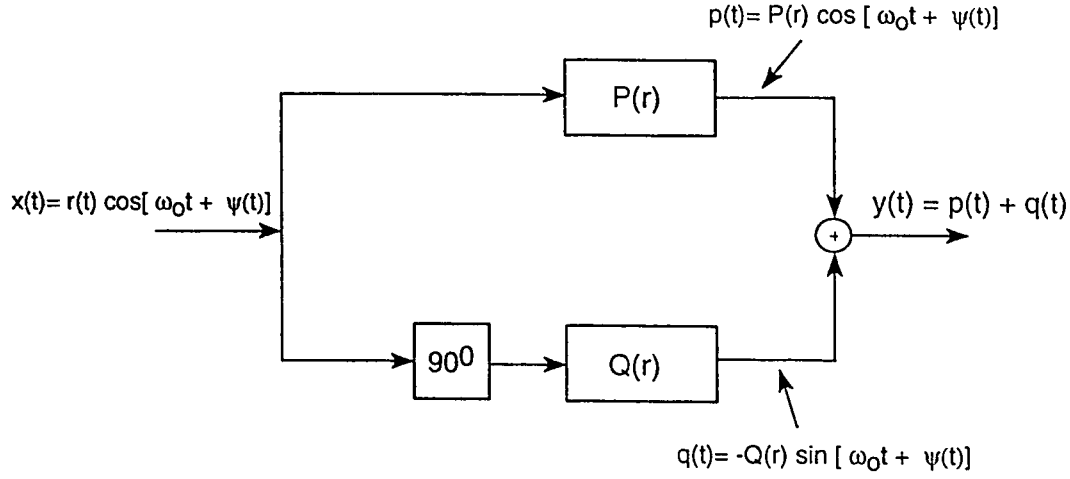 p(t)= P(r) cos [ ω₀t + ψ(t)]
P(r)
x(t)= r(t) cos[ ω₀t + ψ(t)]
y(t) = p(t) + q(t)
+
90⁰
Q(r)
q(t)= -Q(r) sin [ ω₀t + ψ(t)]